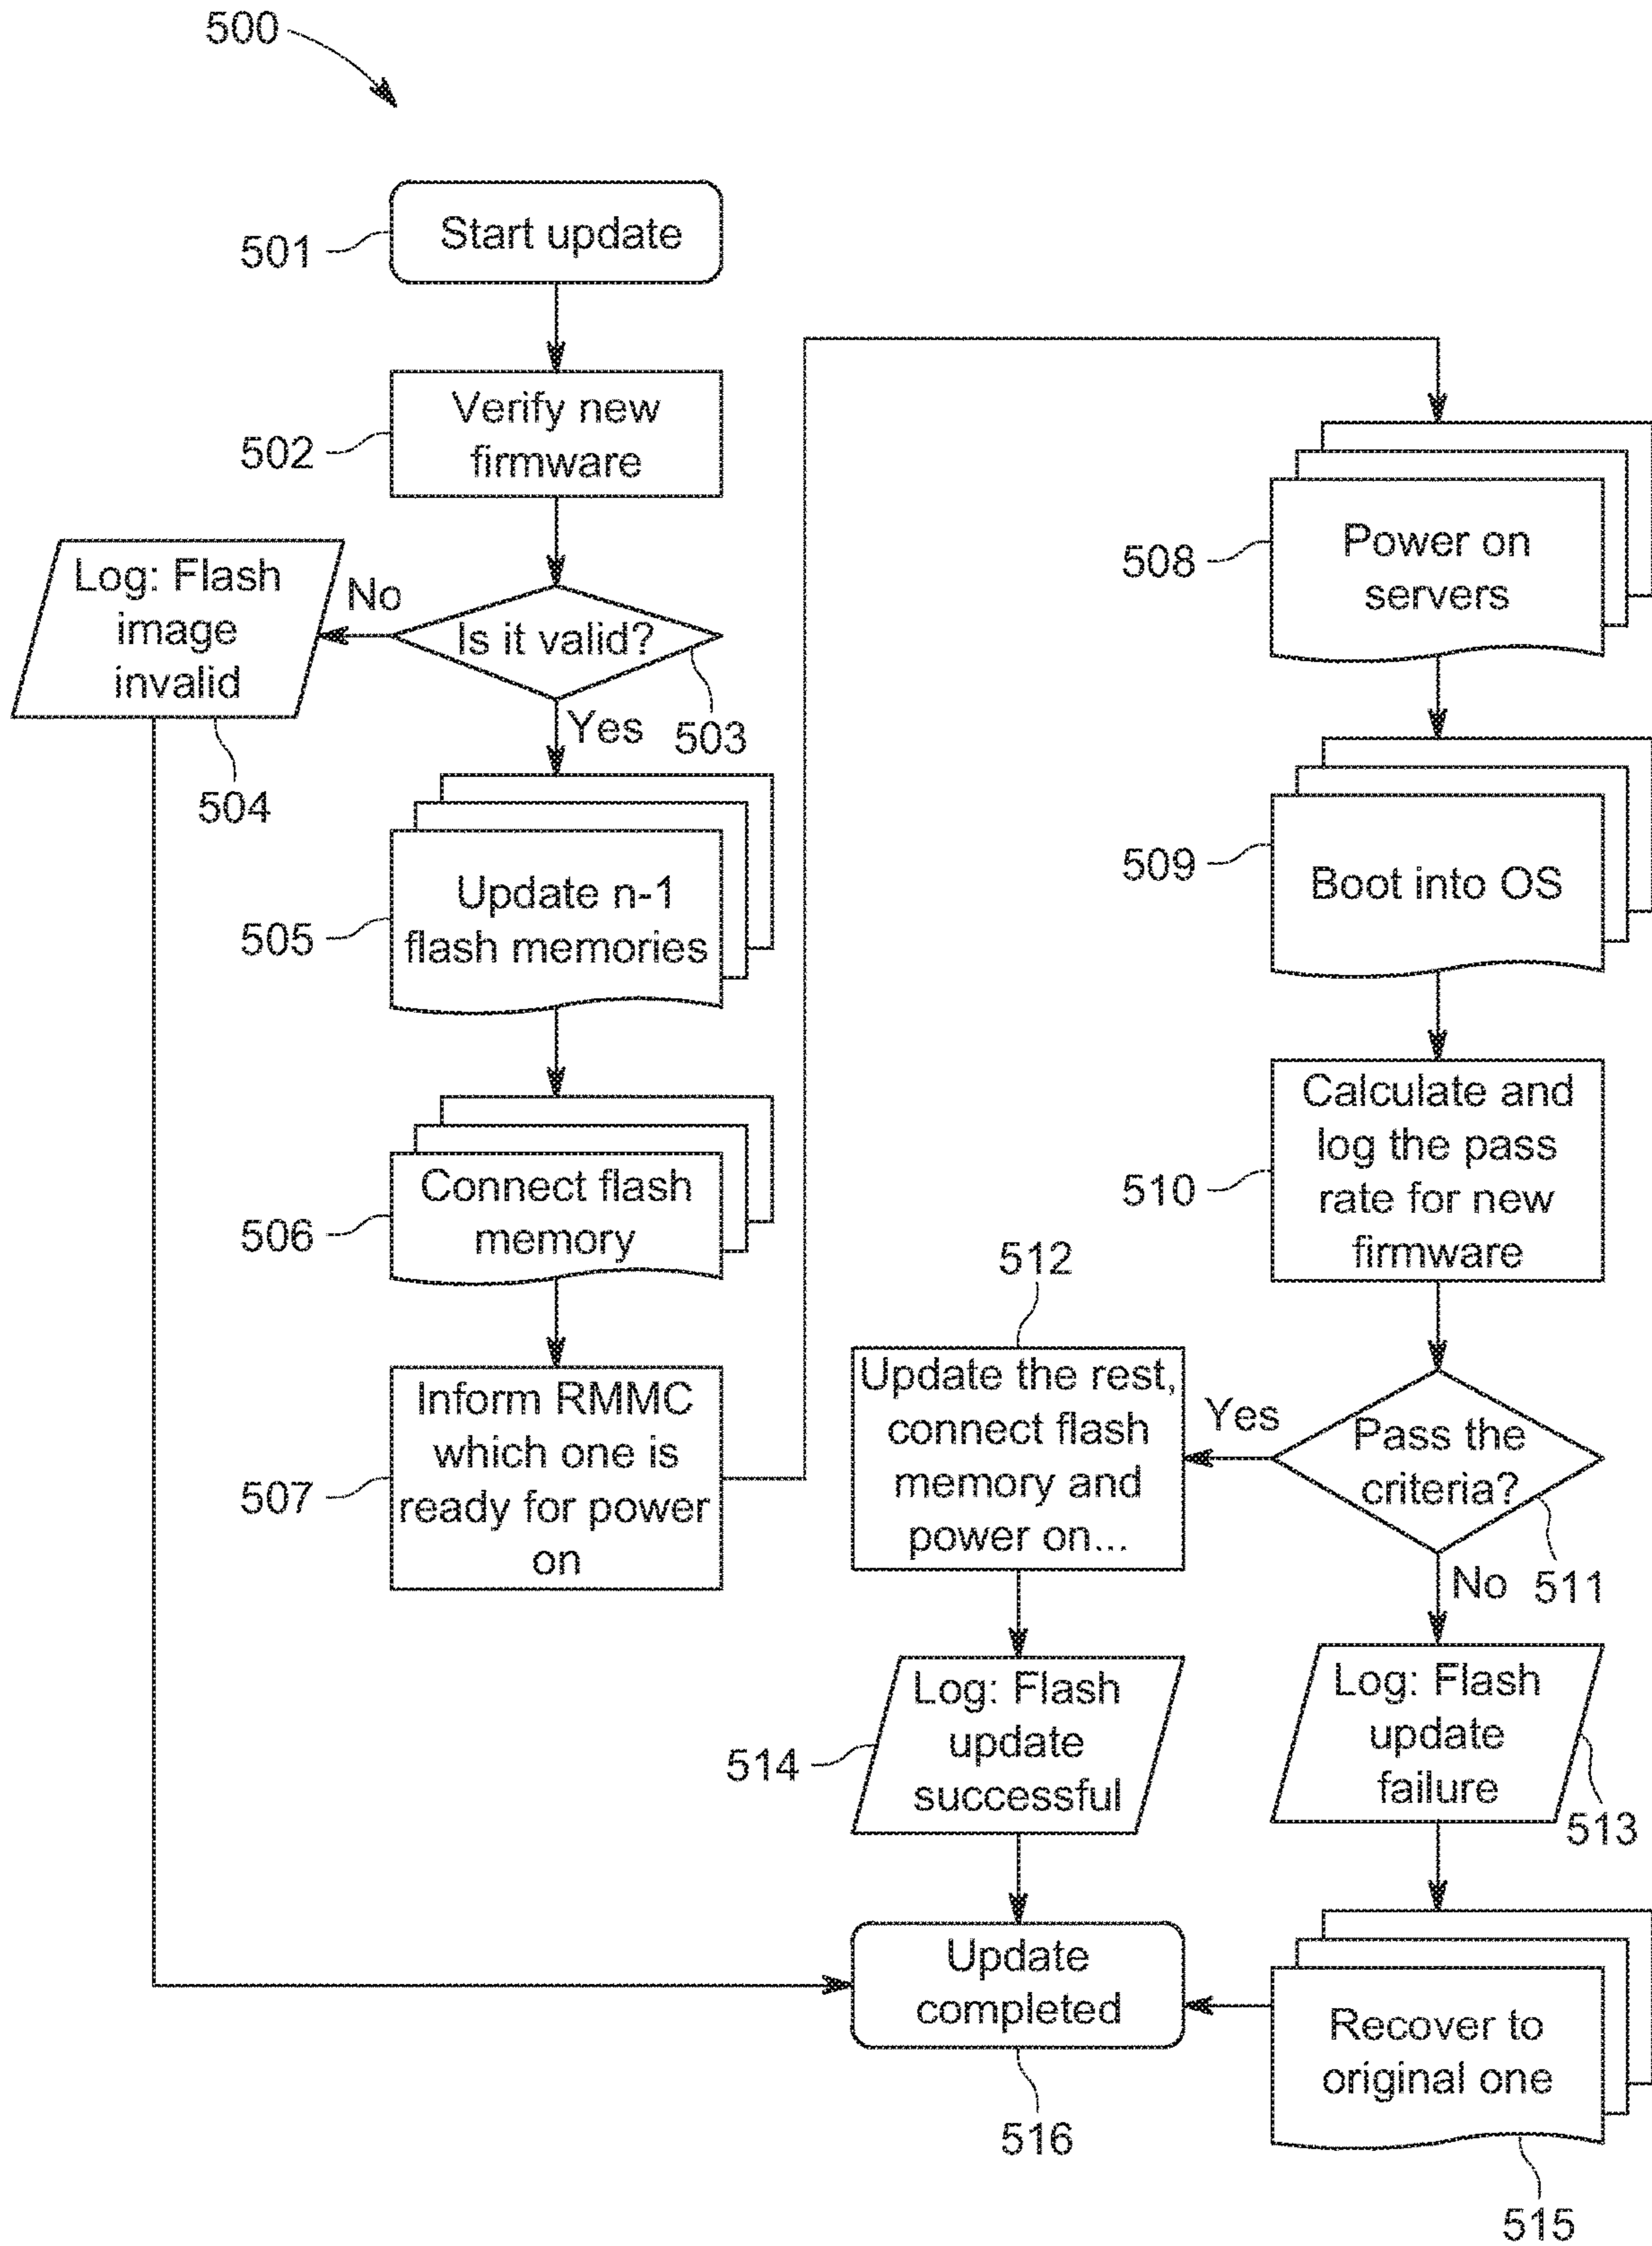 500
501
Start update
502
Verify new
firmware
Log: Flash
image
invalid
504
No
Is it valid?
503
Yes
505
Update n-1
flash memories
506
Connect flash
memory
507
Inform RMMC
which one is
ready for power
on
508
Power on
servers
509
Boot into OS
510
Calculate and
log the pass
rate for new
firmware
Pass the
criteria?
511
Yes
No
512
Update the rest,
connect flash
memory and
power on...
514
Log: Flash
update
successful
Log: Flash
update
failure
513
Update
completed
516
Recover to
original one
515